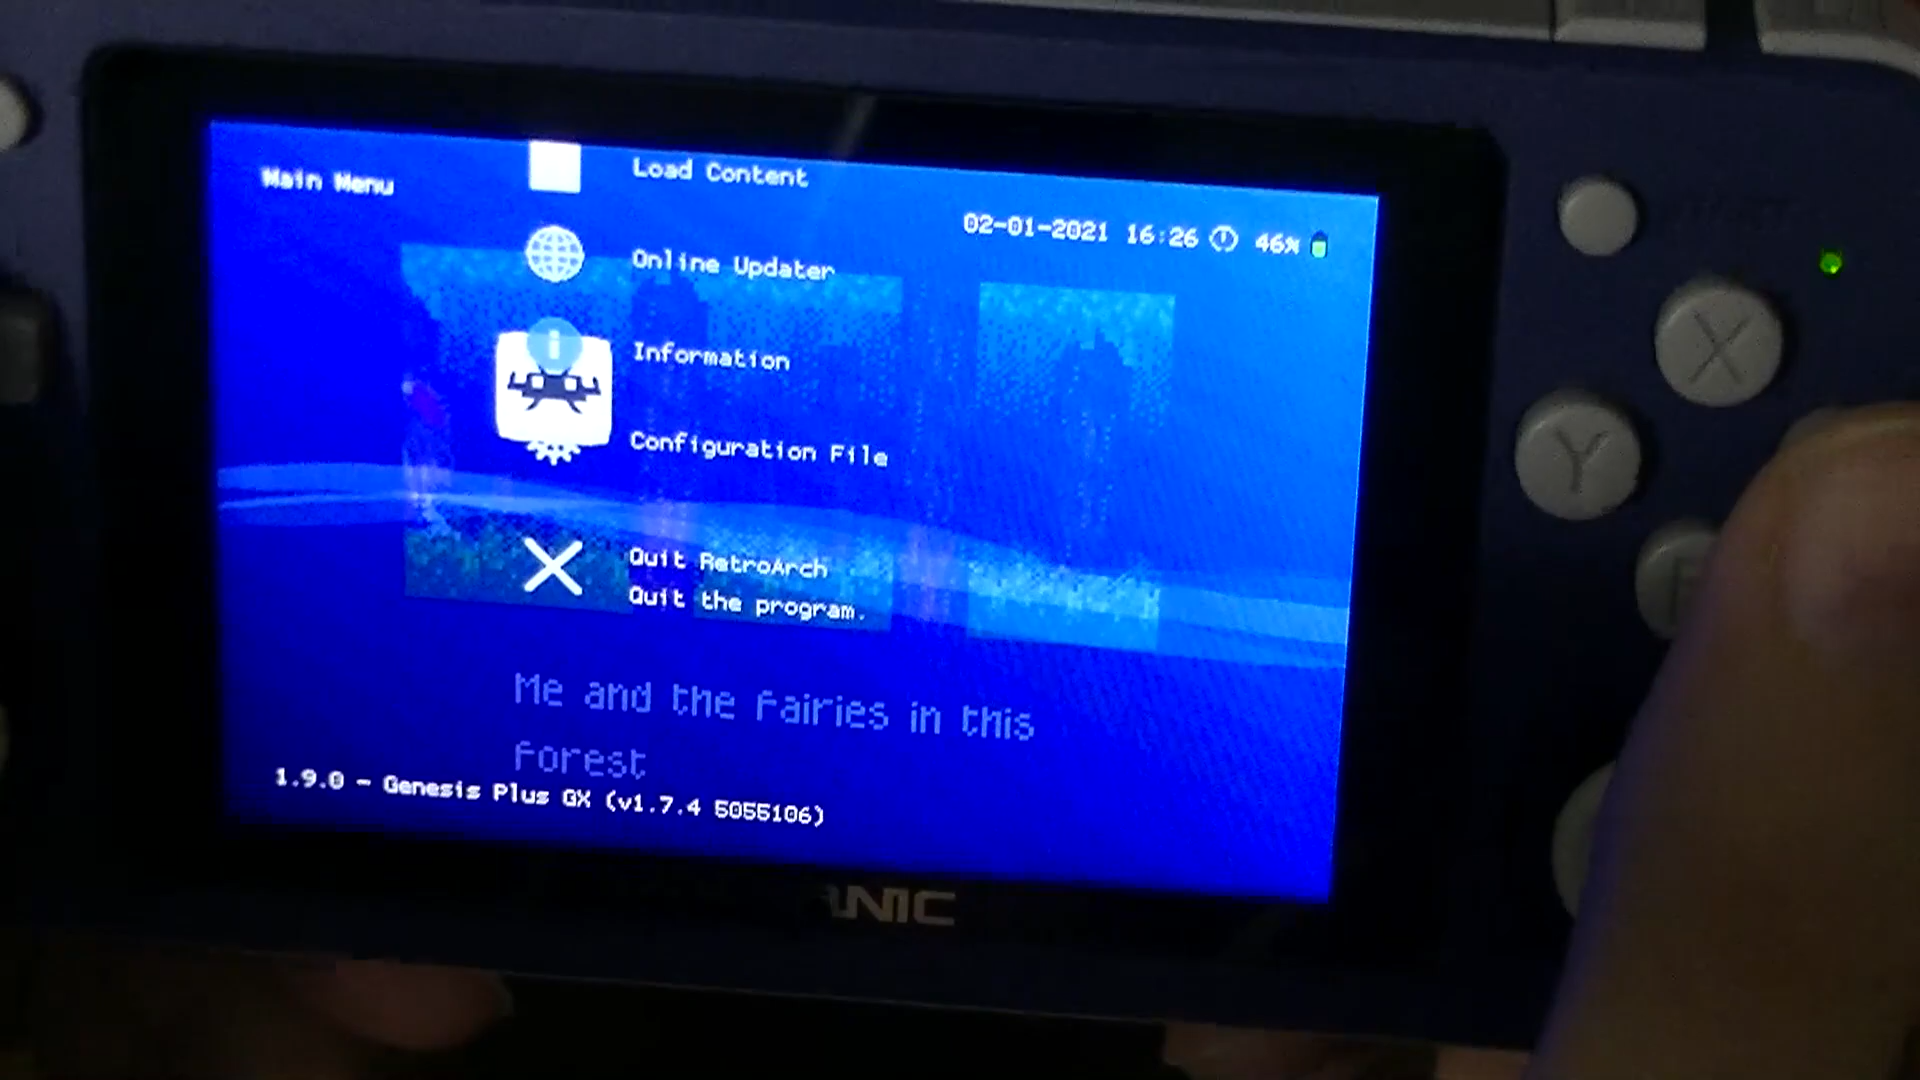 Load Content
Main Menu
02-01-2021 16:26 46%
Online Updater
Information
Configuration File
Quit RetroArch
Quit the program.
Me and the fairies in this
forest
1.9.0 - Genesis Plus GX (v1.7.4 5055106)
X
Y